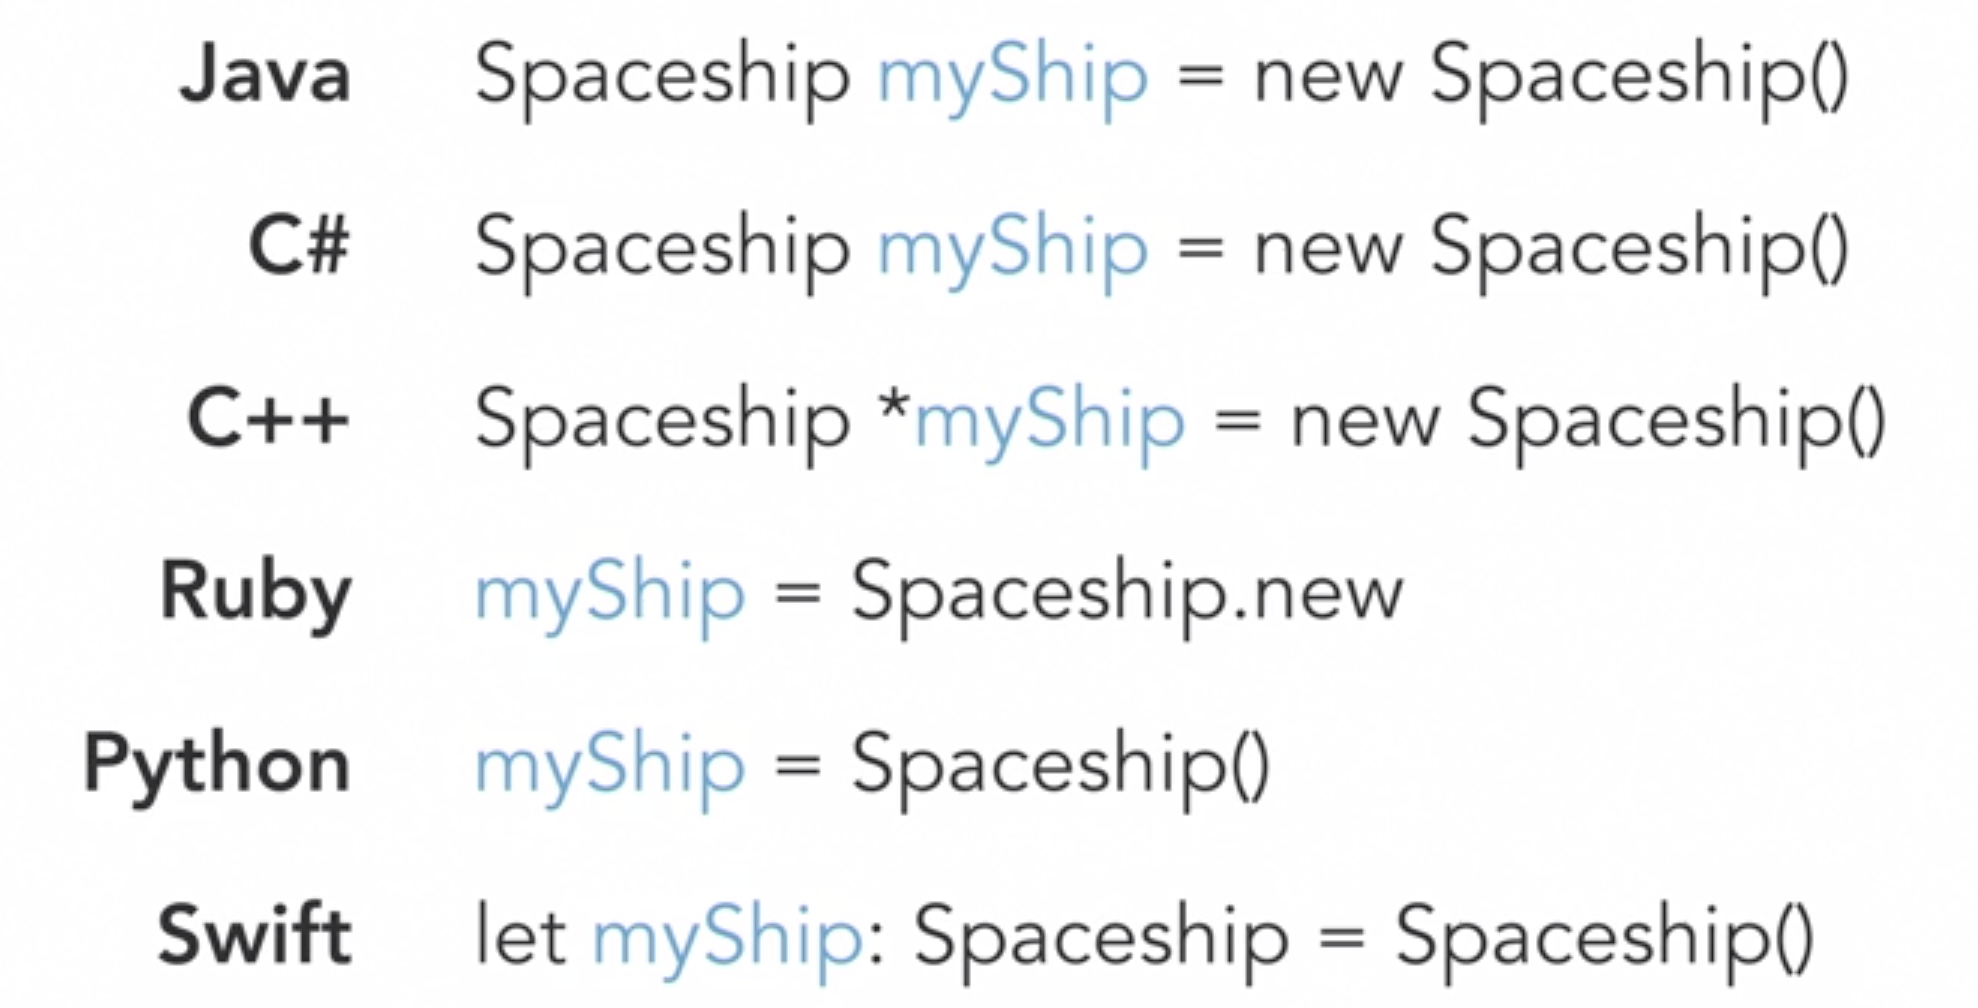 Java Spaceship myShip = new Spaceship()
C# Spaceship myShip = new Spaceship()
C++ Spaceship *myShip = new Spaceship()
Ruby myShip = Spaceship.new
Python myShip = Spaceship()
Swift let myShip: Spaceship = Spaceship()